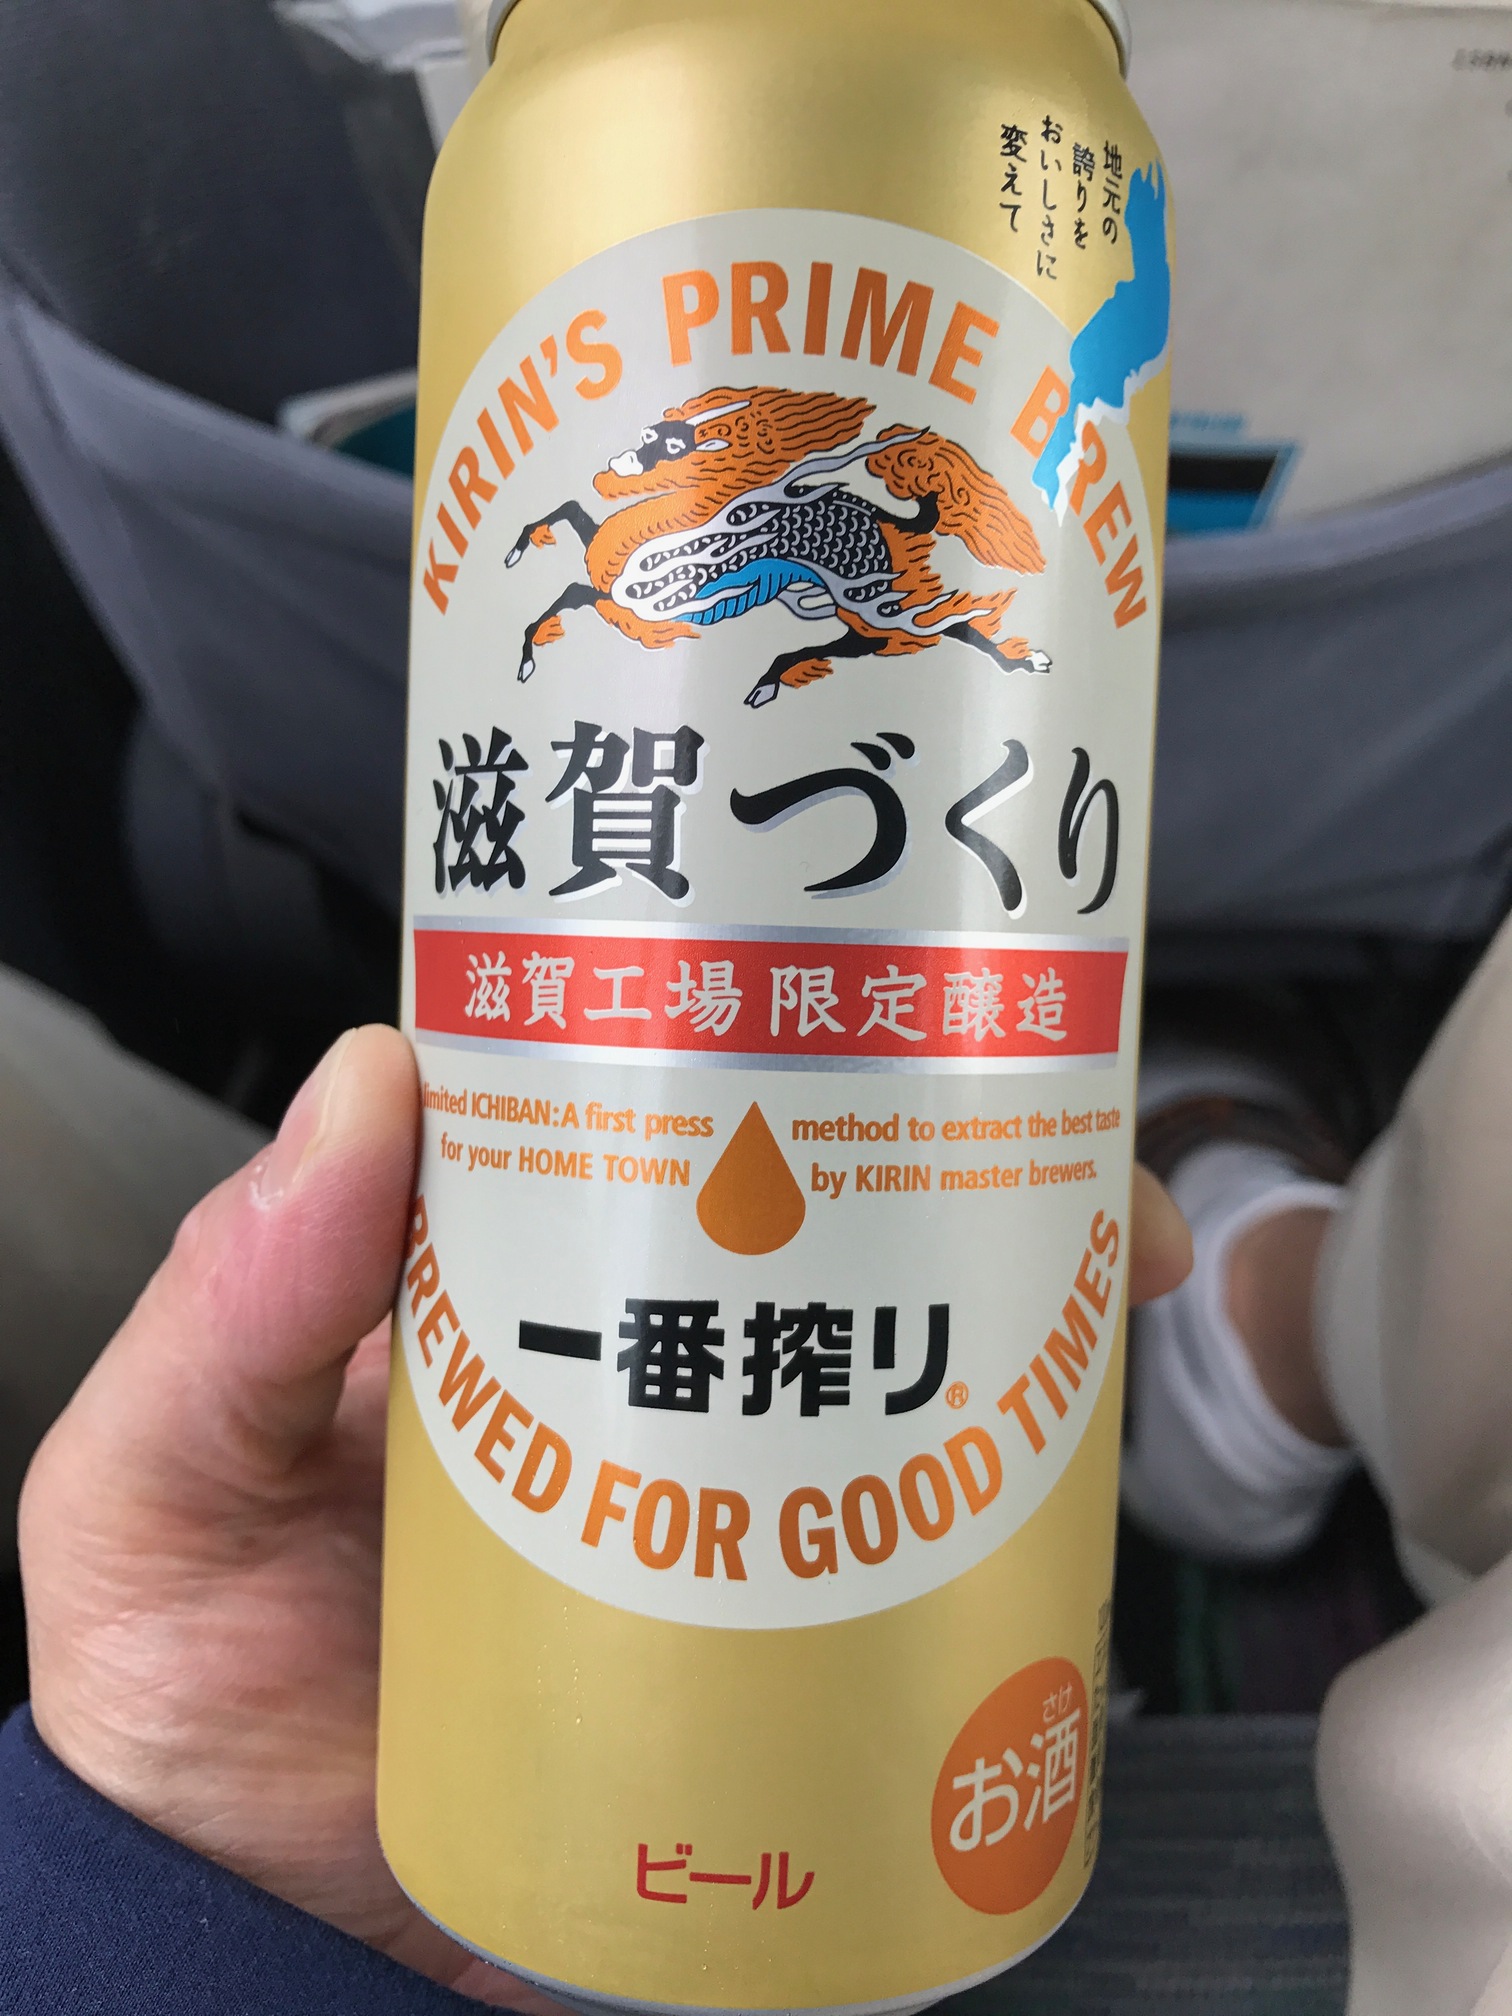 地元の
誇りを
おいしさに
変えて
KIRIN'S PRIME BREW
滋賀づくり
滋賀工場 限定醸造
limited ICHIBAN: A first press method to extract the best taste
for your HOME TOWN by KIRIN master brewers.
一番搾り®
BREWED FOR GOOD TIMES
さけ
お酒
ビール